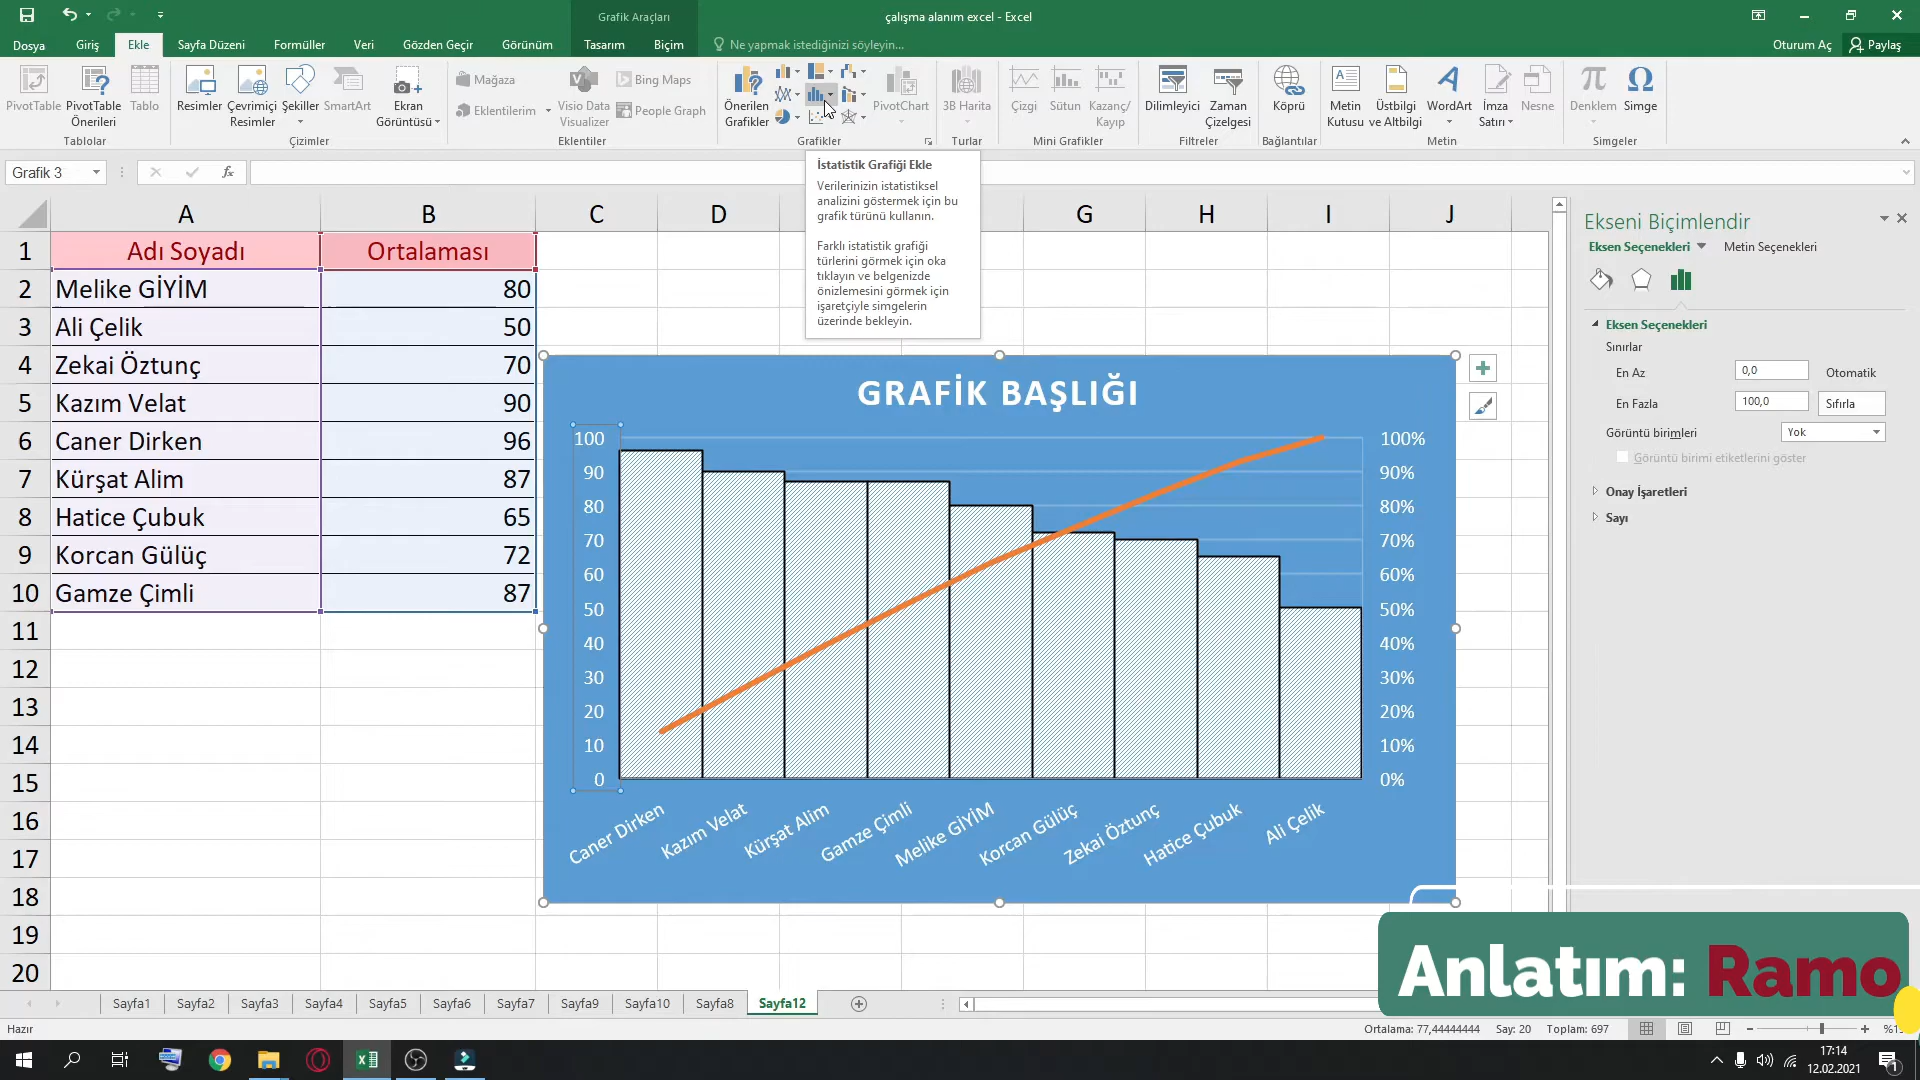 Grafik Araçları
çalışma alanım excel - Excel
Dosya
Giriş
Ekle
Sayfa Düzeni
Formüller
Veri
Gözden Geçir
Görünüm
Tasarım
Biçim
Ne yapmak istediğinizi söyleyin...
Oturum Aç
Paylaş
PivotTable
PivotTable
Önerileri
Tablo
Resimler
Çevrimiçi
Resimler
Şekiller
SmartArt
Ekran
Görüntüsü
Mağaza
Eklentilerim
Visio Data
Visualizer
Bing Maps
People Graph
Önerilen
Grafikler
PivotChart
3B Harita
Çizgi
Sütun
Kazanç/
Kayıp
Dilimleyici
Zaman
Çizelgesi
Köprü
Metin
Kutusu
Üstbilgi
ve Altbilgi
WordArt
İmza
Satırı
Nesne
Denklem
Simge
Tablolar
Çizimler
Eklentiler
Grafikler
Turlar
Mini Grafikler
Filtreler
Bağlantılar
Metin
Simgeler
Grafik 3
fx
İstatistik Grafiği Ekle
Verilerinizin istatistiksel
analizini göstermek için bu
grafik türünü kullanın.
Farklı istatistik grafiği
türlerini görmek için oka
tıklayın ve belgenizde
önizlemesini görmek için
işaretçiyle simgelerin
üzerinde bekleyin.
A B C D G H I J
1 Adı Soyadı Ortalaması
2 Melike GİYİM 80
3 Ali Çelik 50
4 Zekai Öztunç 70
5 Kazım Velat 90
6 Caner Dirken 96
7 Kürşat Alim 87
8 Hatice Çubuk 65
9 Korcan Gülüç 72
10 Gamze Çimli 87
11
12
13
14
15
16
17
18
19
20
GRAFİK BAŞLIĞI
100 100%
90 90%
80 80%
70 70%
60 60%
50 50%
40 40%
30 30%
20 20%
10 10%
0 0%
Caner Dirken
Kazım Velat
Kürşat Alim
Gamze Çimli
Melike GİYİM
Korcan Gülüç
Zekai Öztunç
Hatice Çubuk
Ali Çelik
Ekseni Biçimlendir
Eksen Seçenekleri
Metin Seçenekleri
Eksen Seçenekleri
Sınırlar
En Az 0,0 Otomatik
En Fazla 100,0 Sıfırla
Görüntü birimleri Yok
Görüntü birimi etiketlerini göster
Onay İşaretleri
Sayı
Anlatım: Ramo
Sayfa1 Sayfa2 Sayfa3 Sayfa4 Sayfa5 Sayfa6 Sayfa7 Sayfa9 Sayfa10 Sayfa8 Sayfa12
Hazır
Ortalama: 77,44444444 Say: 20 Toplam: 697
17:14
12.02.2021
1